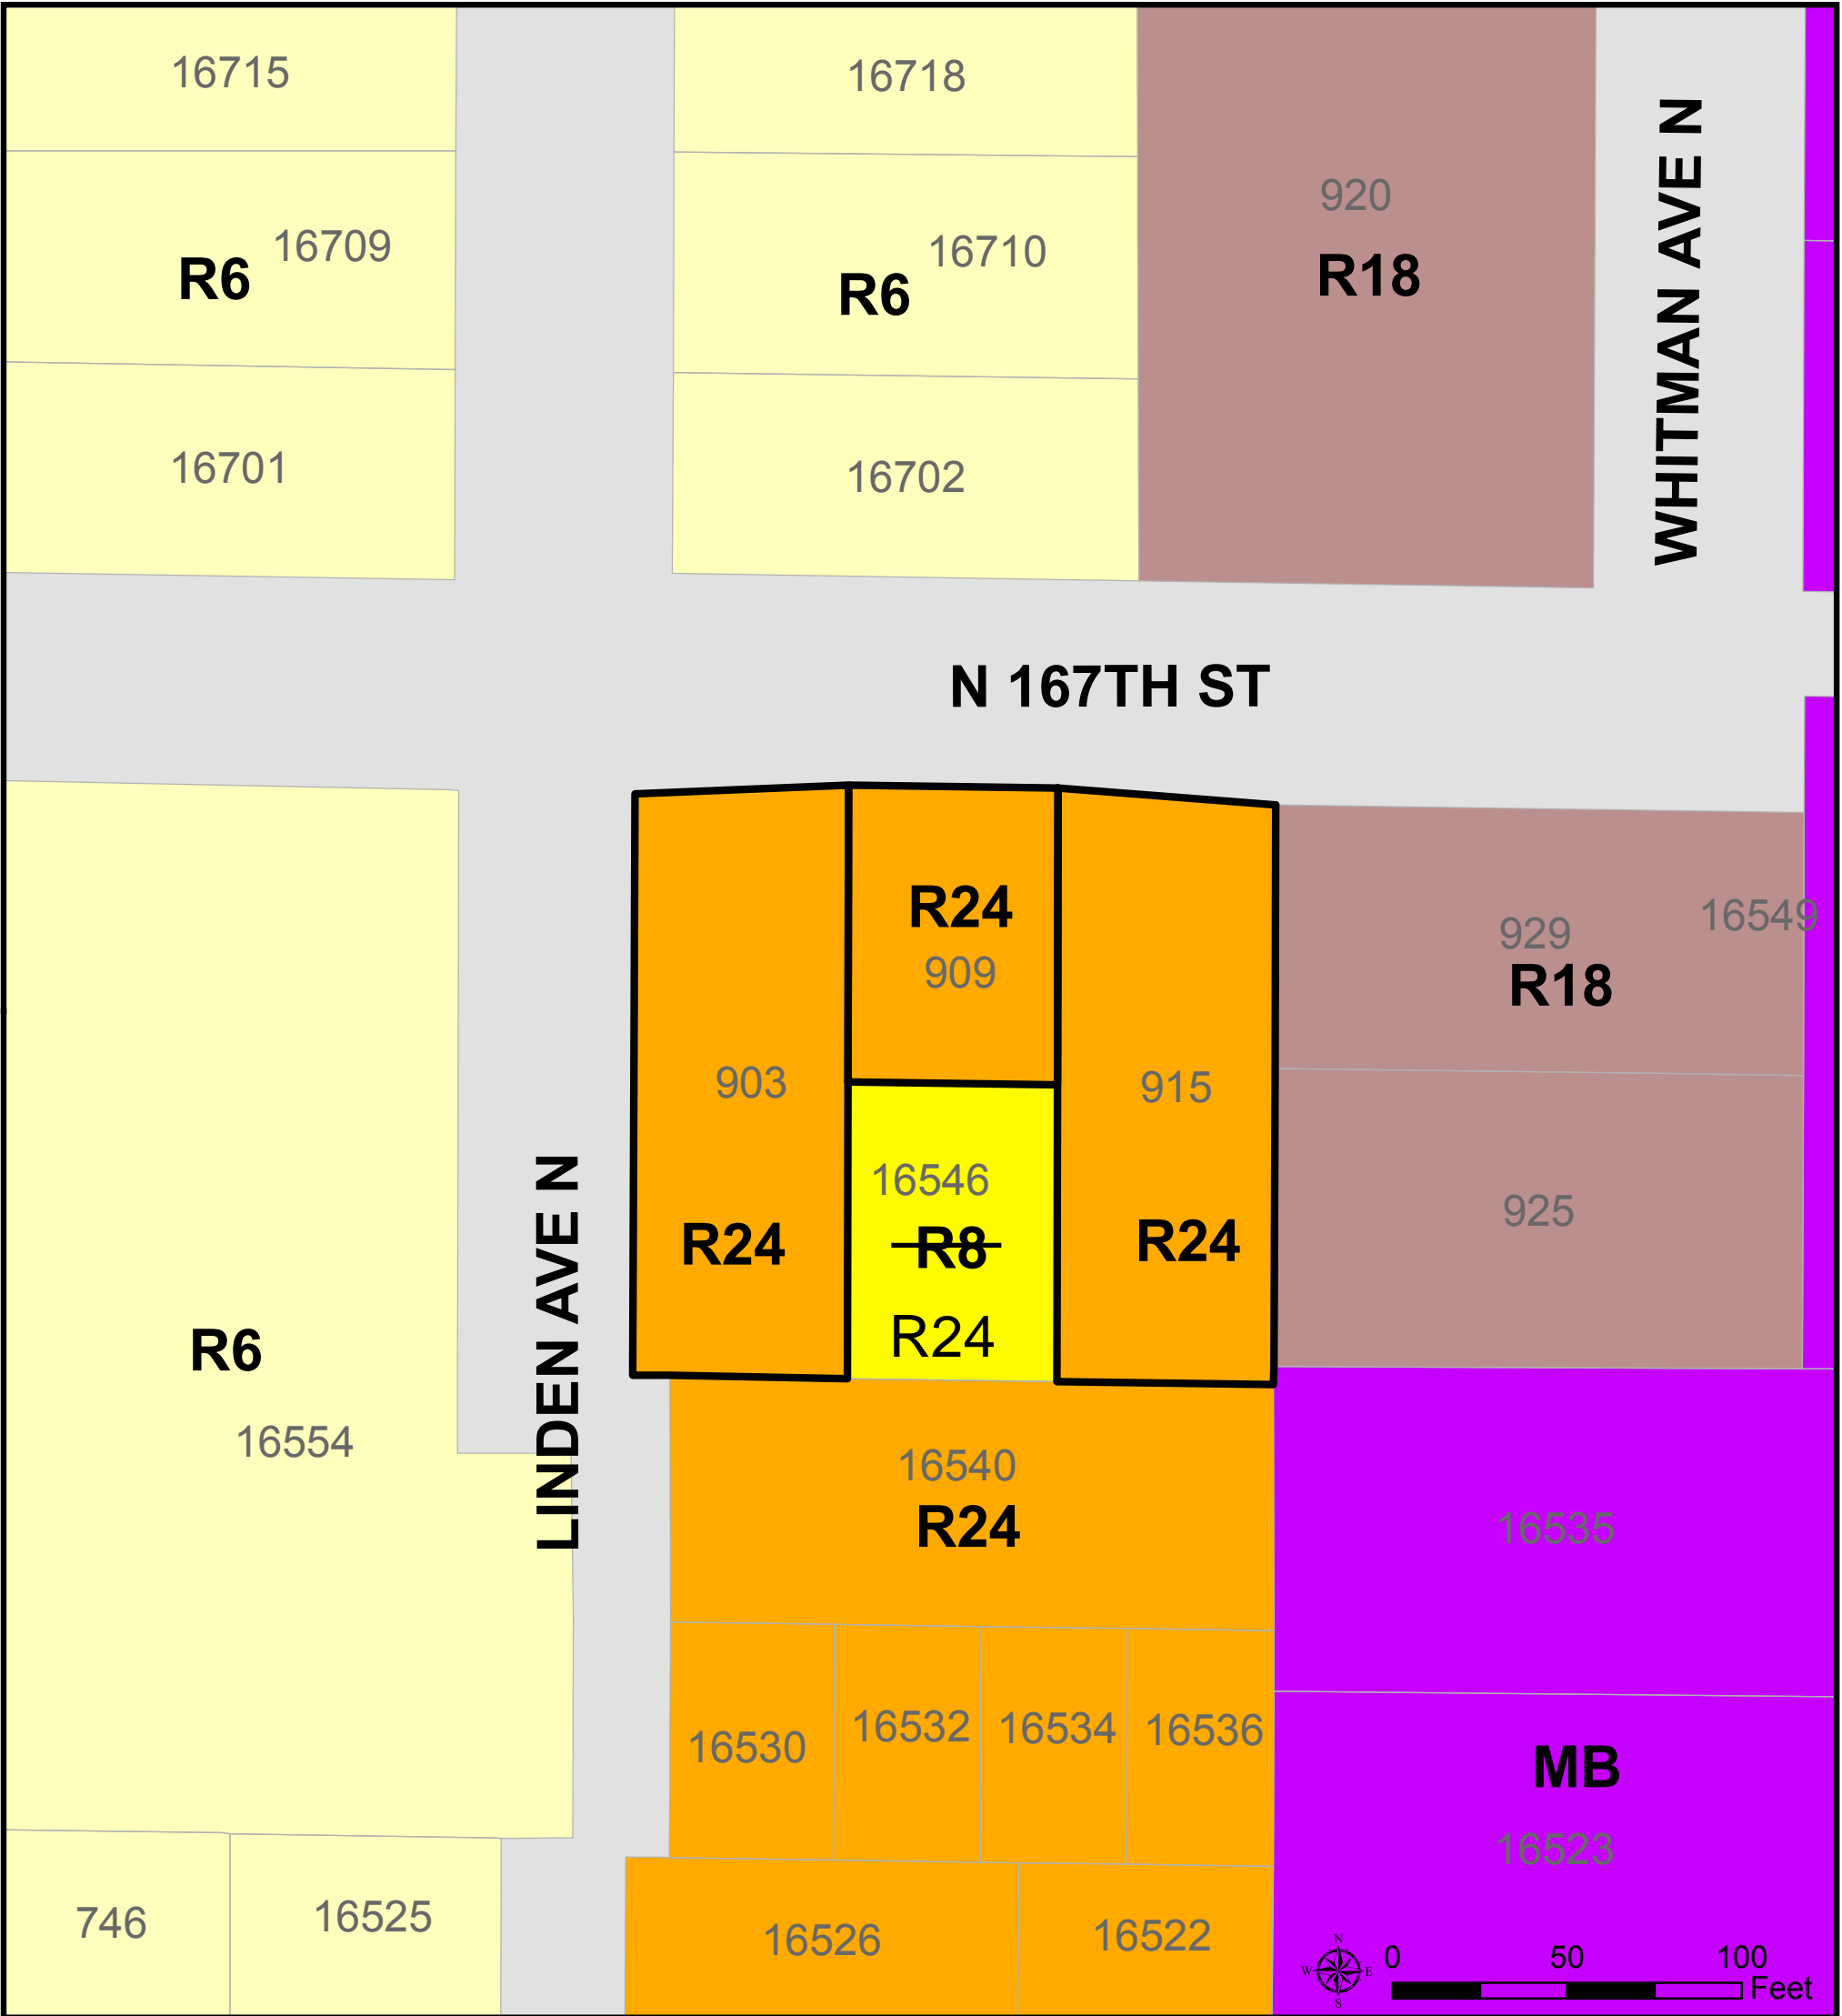 16715
16718
920
WHITMAN AVE N
16709
R6
16710
R6
R18
16701
16702
N 167TH ST
R24
909
929
16549
R18
903
915
16546
R8
R24
R24
R24
925
LINDEN AVE N
R6
16554
16540
R24
16535
16530
16532
16534
16536
MB
16523
746
16525
16526
16522
N
W
E
S
0 50 100
Feet